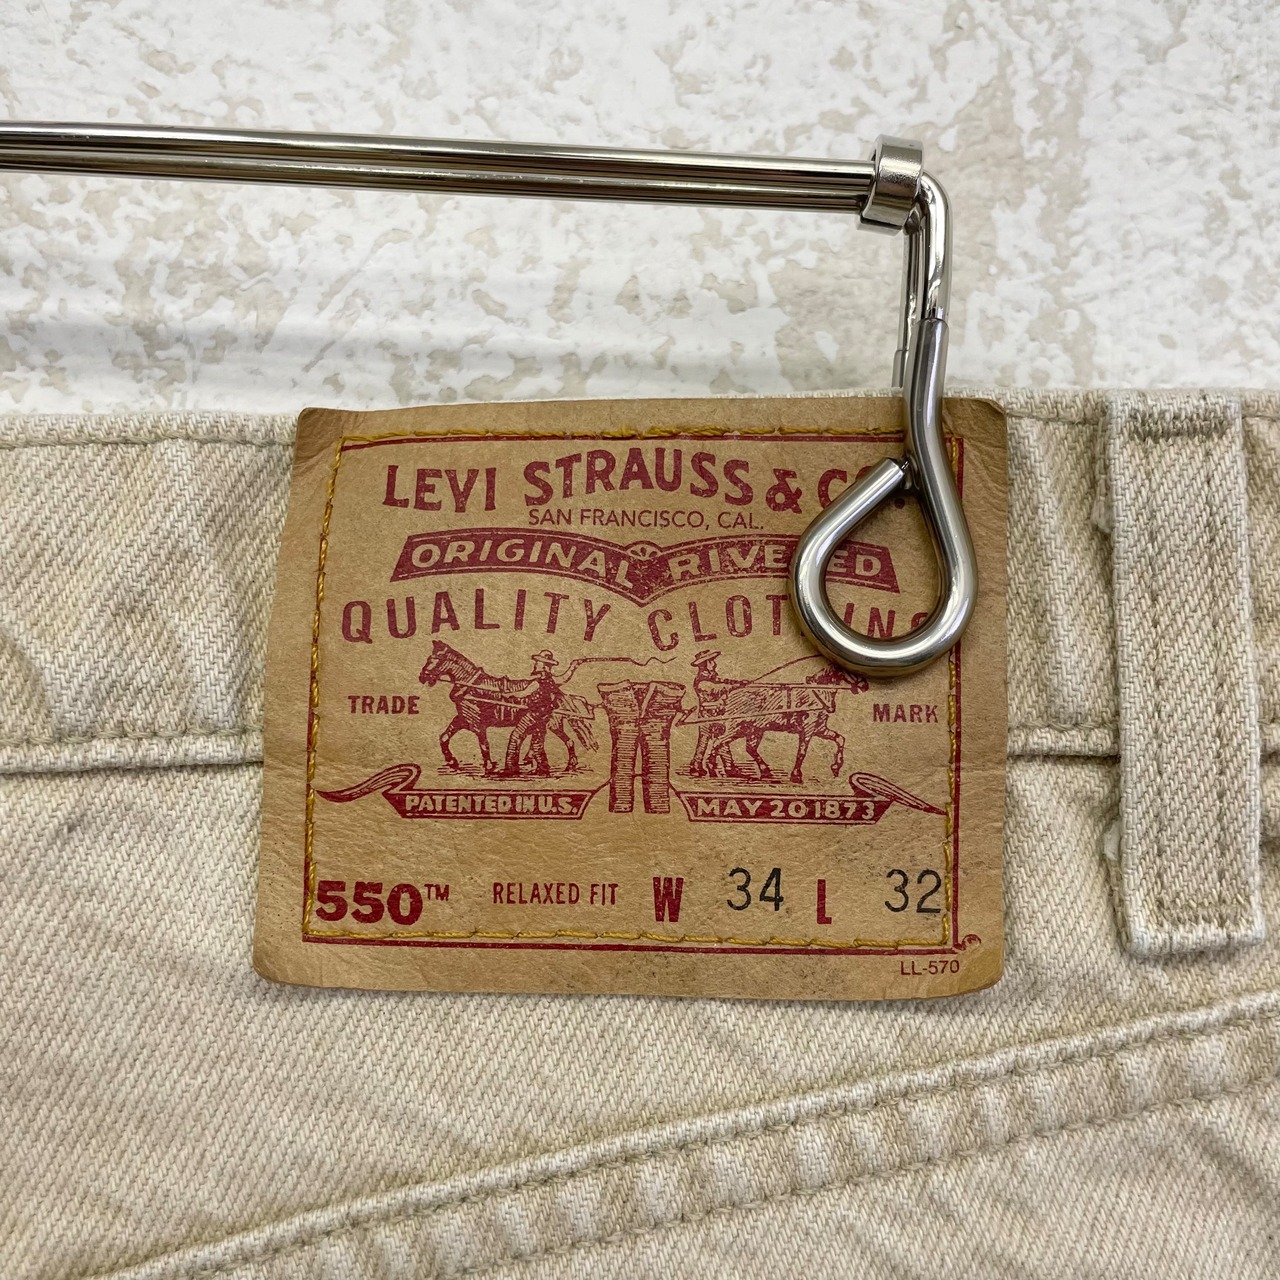 LEVI STRAUSS & C
SAN FRANCISCO, CAL.
ORIGINAL RIVETED
QUALITY CLOTHING
TRADE MARK
PATENTED IN U.S. MAY 20 1873
550™ RELAXED FIT W 34 L 32
LL-570